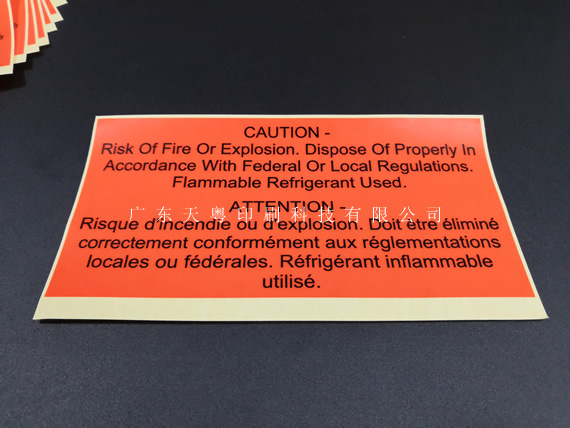 CAUTION -
Risk Of Fire Or Explosion. Dispose Of Properly In
Accordance With Federal Or Local Regulations.
Flammable Refrigerant Used.
ATTENTION -
广东天粤印刷科技有限公司
Risque d'incendie ou d'explosion. Doit être éliminé
correctement conformément aux réglementations
locales ou fédérales. Réfrigérant inflammable
utilisé.